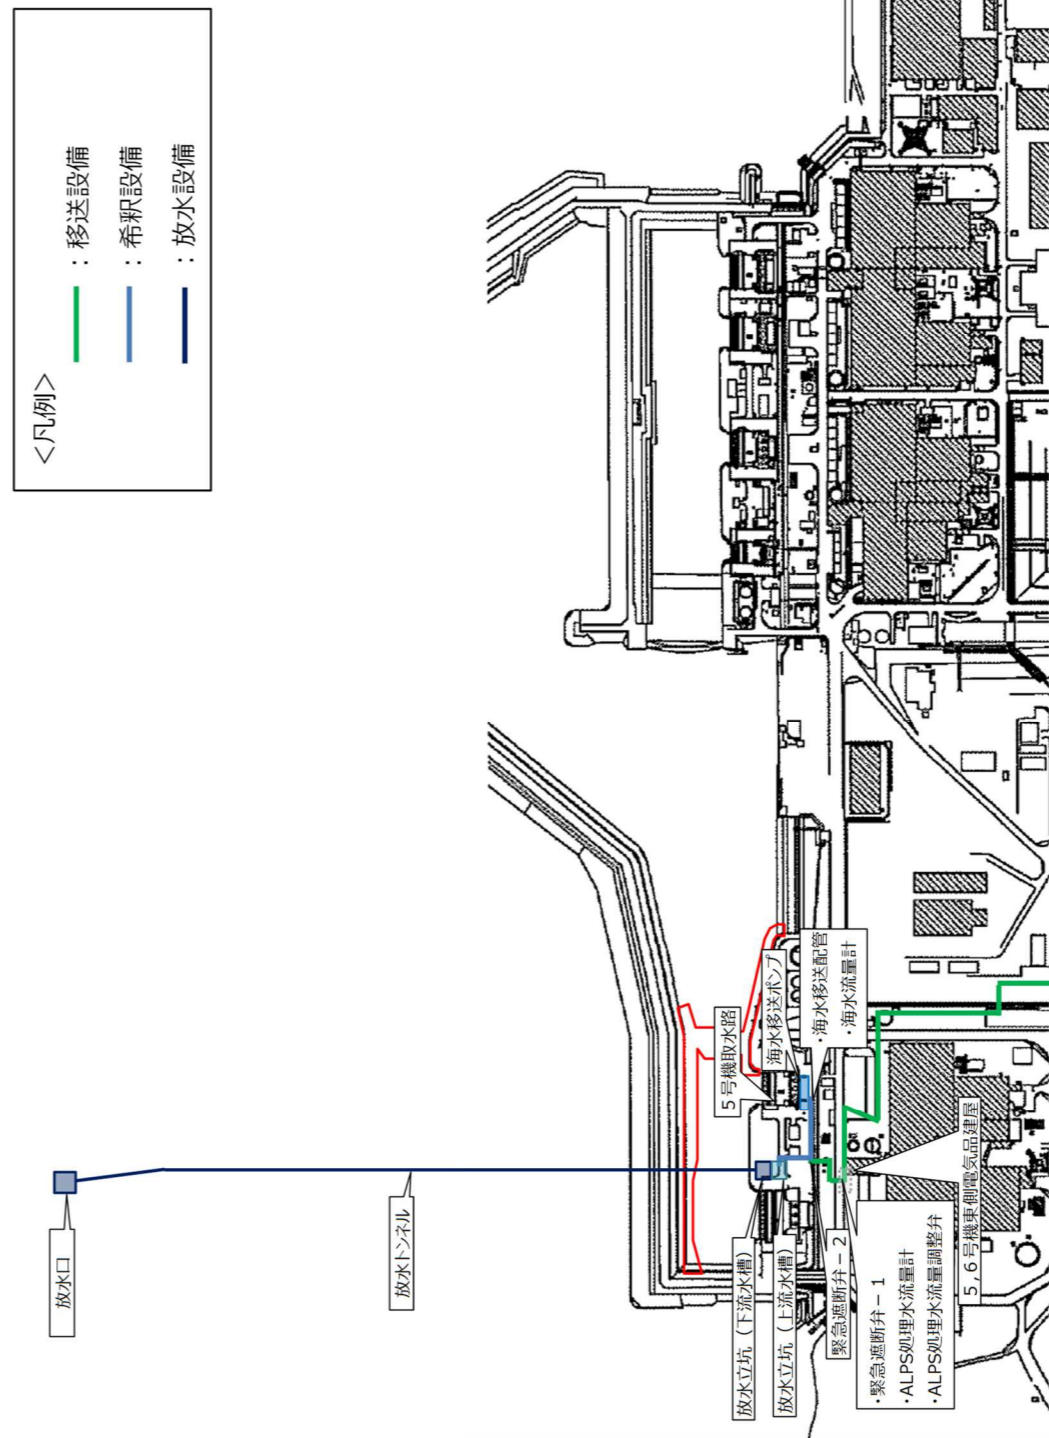 <凡例>
：移送設備
：希釈設備
：放水設備
放水口
放水トンネル
放水立坑（下流水槽）
放水立坑（上流水槽）
緊急遮断弁－2
・緊急遮断弁－1
・ALPS処理水流量計
・ALPS処理水流量調整弁
5,6号機東側電気品建屋
5号機取水路
海水移送ポンプ
・海水移送配管
・海水流量計